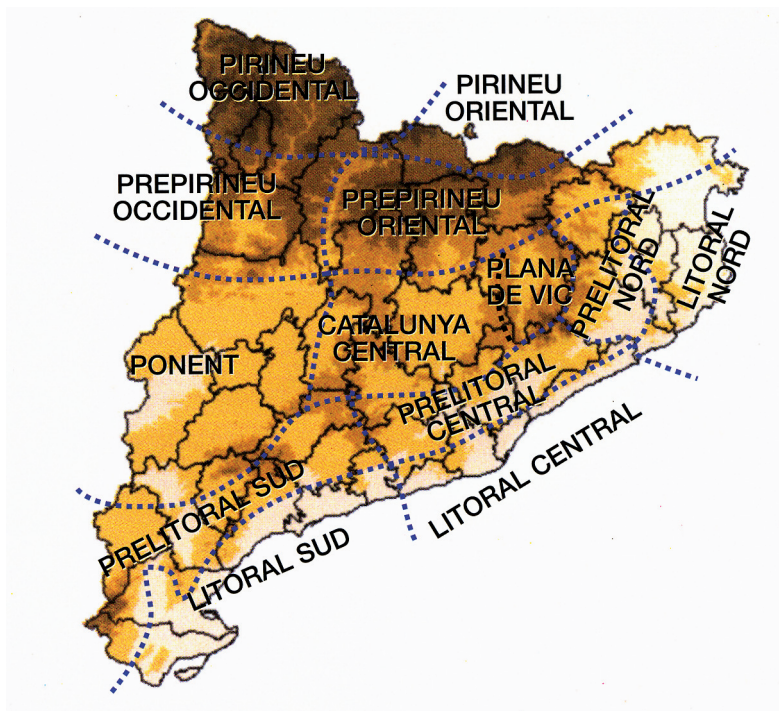 PIRINEU
OCCIDENTAL
PIRINEU
ORIENTAL
PREPIRINEU
OCCIDENTAL
PREPIRINEU
ORIENTAL
PLANA
DE VIC
PRELITORAL
NORD
LITORAL
NORD
CATALUNYA
CENTRAL
PONENT
PRELITORAL
CENTRAL
LITORAL CENTRAL
PRELITORAL SUD
LITORAL SUD